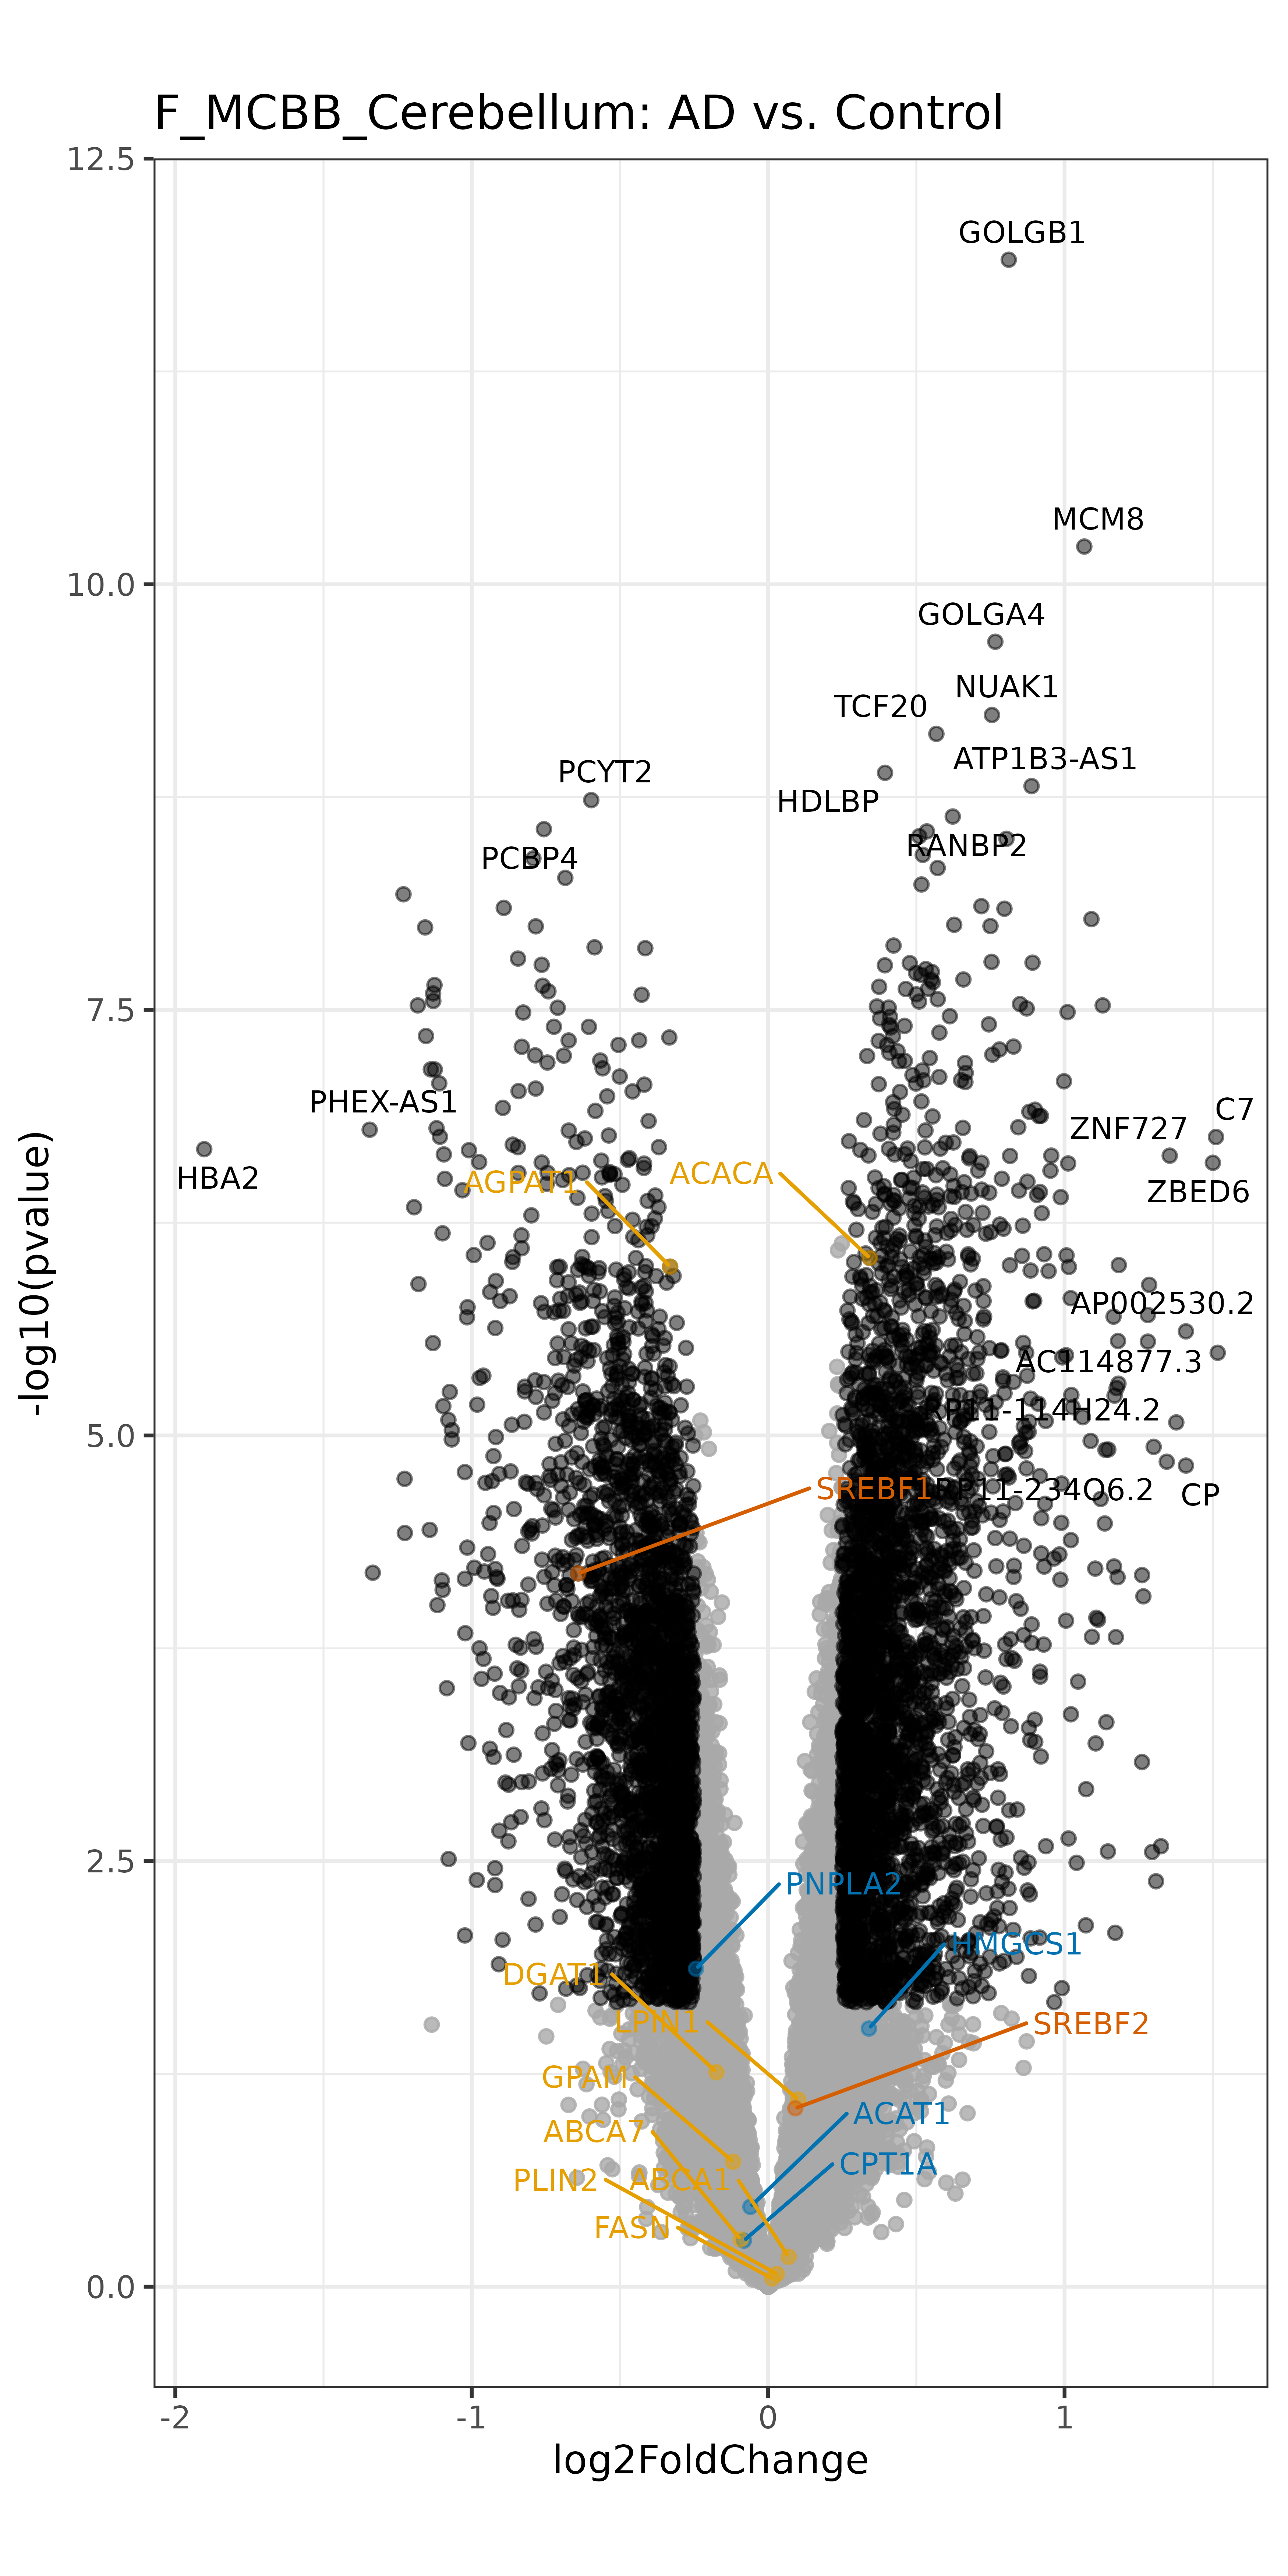 F_MCBB_Cerebellum: AD vs. Control
12.5
GOLGB1
MCM8
10.0
GOLGA4
NUAK1
TCF20
ATP1B3-AS1
PCYT2
HDLBP
RANBP2
PCBP4
7.5
PHEX-AS1
C7
ZNF727
HBA2
AGPAT1
ACACA
ZBED6
-log10(pvalue)
AP002530.2
AC114877.3
RP11-114H24.2
5.0
SREBF1
RP11-234O6.2
CP
2.5
PNPLA2
HMGCS1
DGAT1
LPIN1
SREBF2
GPAM
ACAT1
ABCA7
CPT1A
PLIN2
ABCA1
FASN
0.0
-2
-1
0
1
log2FoldChange